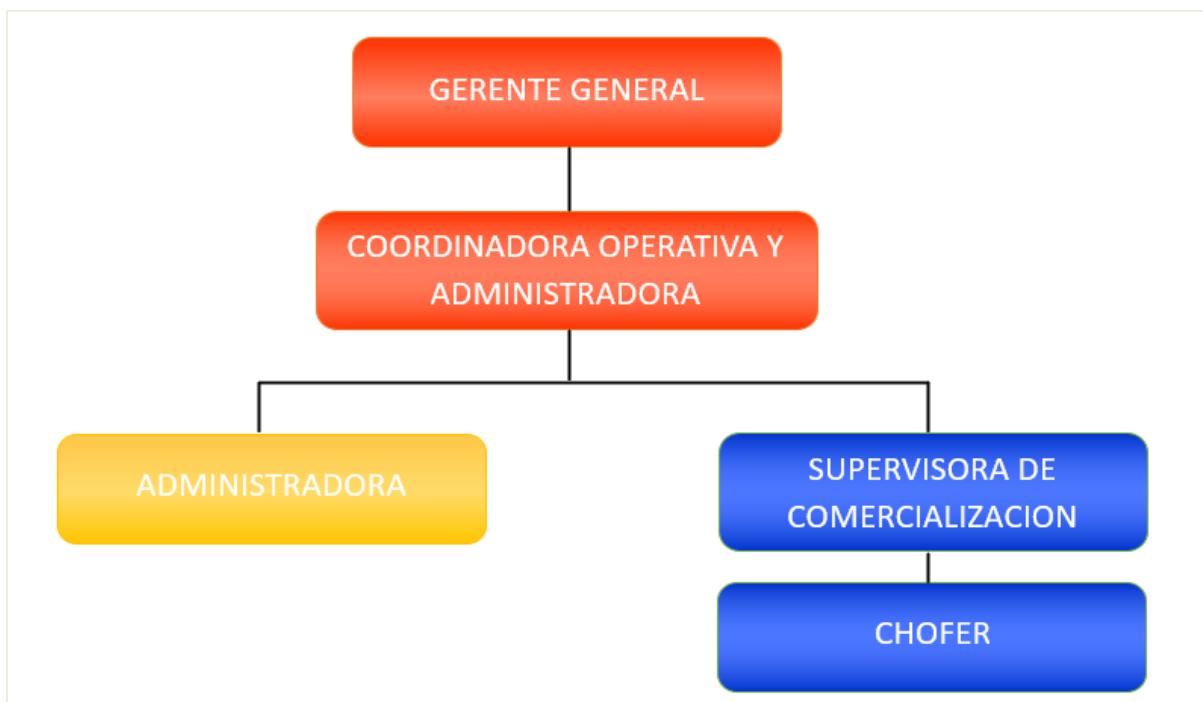 GERENTE GENERAL
COORDINADORA OPERATIVA Y
ADMINISTRADORA
ADMINISTRADORA
SUPERVISORA DE
COMERCIALIZACION
CHOFER